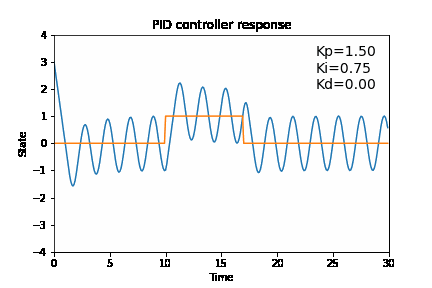 PID controller response
Kp=1.50
Ki=0.75
Kd=0.00
State
4
3
2
1
0
−1
−2
−3
−4
0 5 10 15 20 25 30
Time